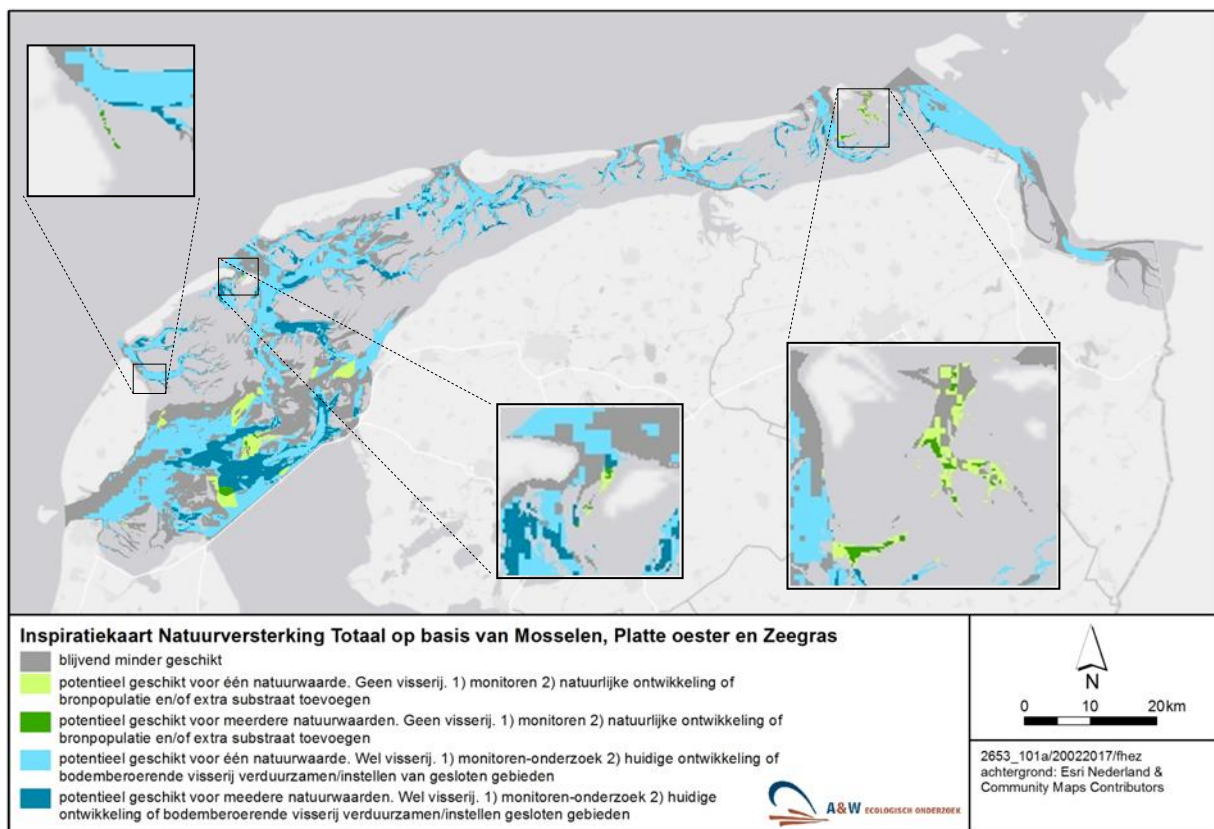 Inspiratiekaart Natuurversterking Totaal op basis van Mosselen, Platte oester en Zeegras
blijvend minder geschikt
potentieel geschikt voor één natuurwaarde. Geen visserij. 1) monitoren 2) natuurlijke ontwikkeling of
bronpopulatie en/of extra substraat toevoegen
potentieel geschikt voor meerdere natuurwaarden. Geen visserij. 1) monitoren 2) natuurlijke ontwikkeling of
bronpopulatie en/of extra substraat toevoegen
potentieel geschikt voor één natuurwaarde. Wel visserij. 1) monitoren-onderzoek 2) huidige ontwikkeling of
bodemberoerende visserij verduurzamen/instellen van gesloten gebieden
potentieel geschikt voor meedere natuurwaarden. Wel visserij. 1) monitoren-onderzoek 2) huidige
ontwikkeling of bodemberoerende visserij verduurzamen/instellen gesloten gebieden
A&W ECOLOGISCH ONDERZOEK
N
0 10 20 km
2653_101a/20022017/fhez
achtergrond: Esri Nederland &
Community Maps Contributors